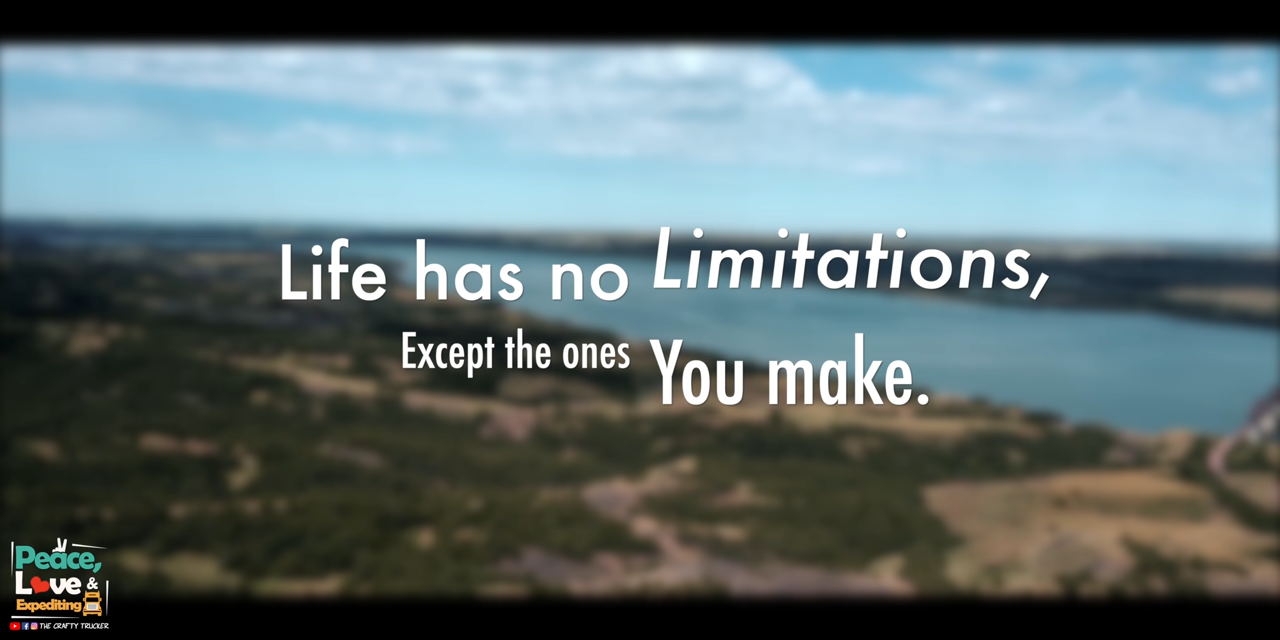 Life has no Limitations,
Except the ones You make.
Peace,
Love &
Expediting
THE CRAFTY TRUCKER